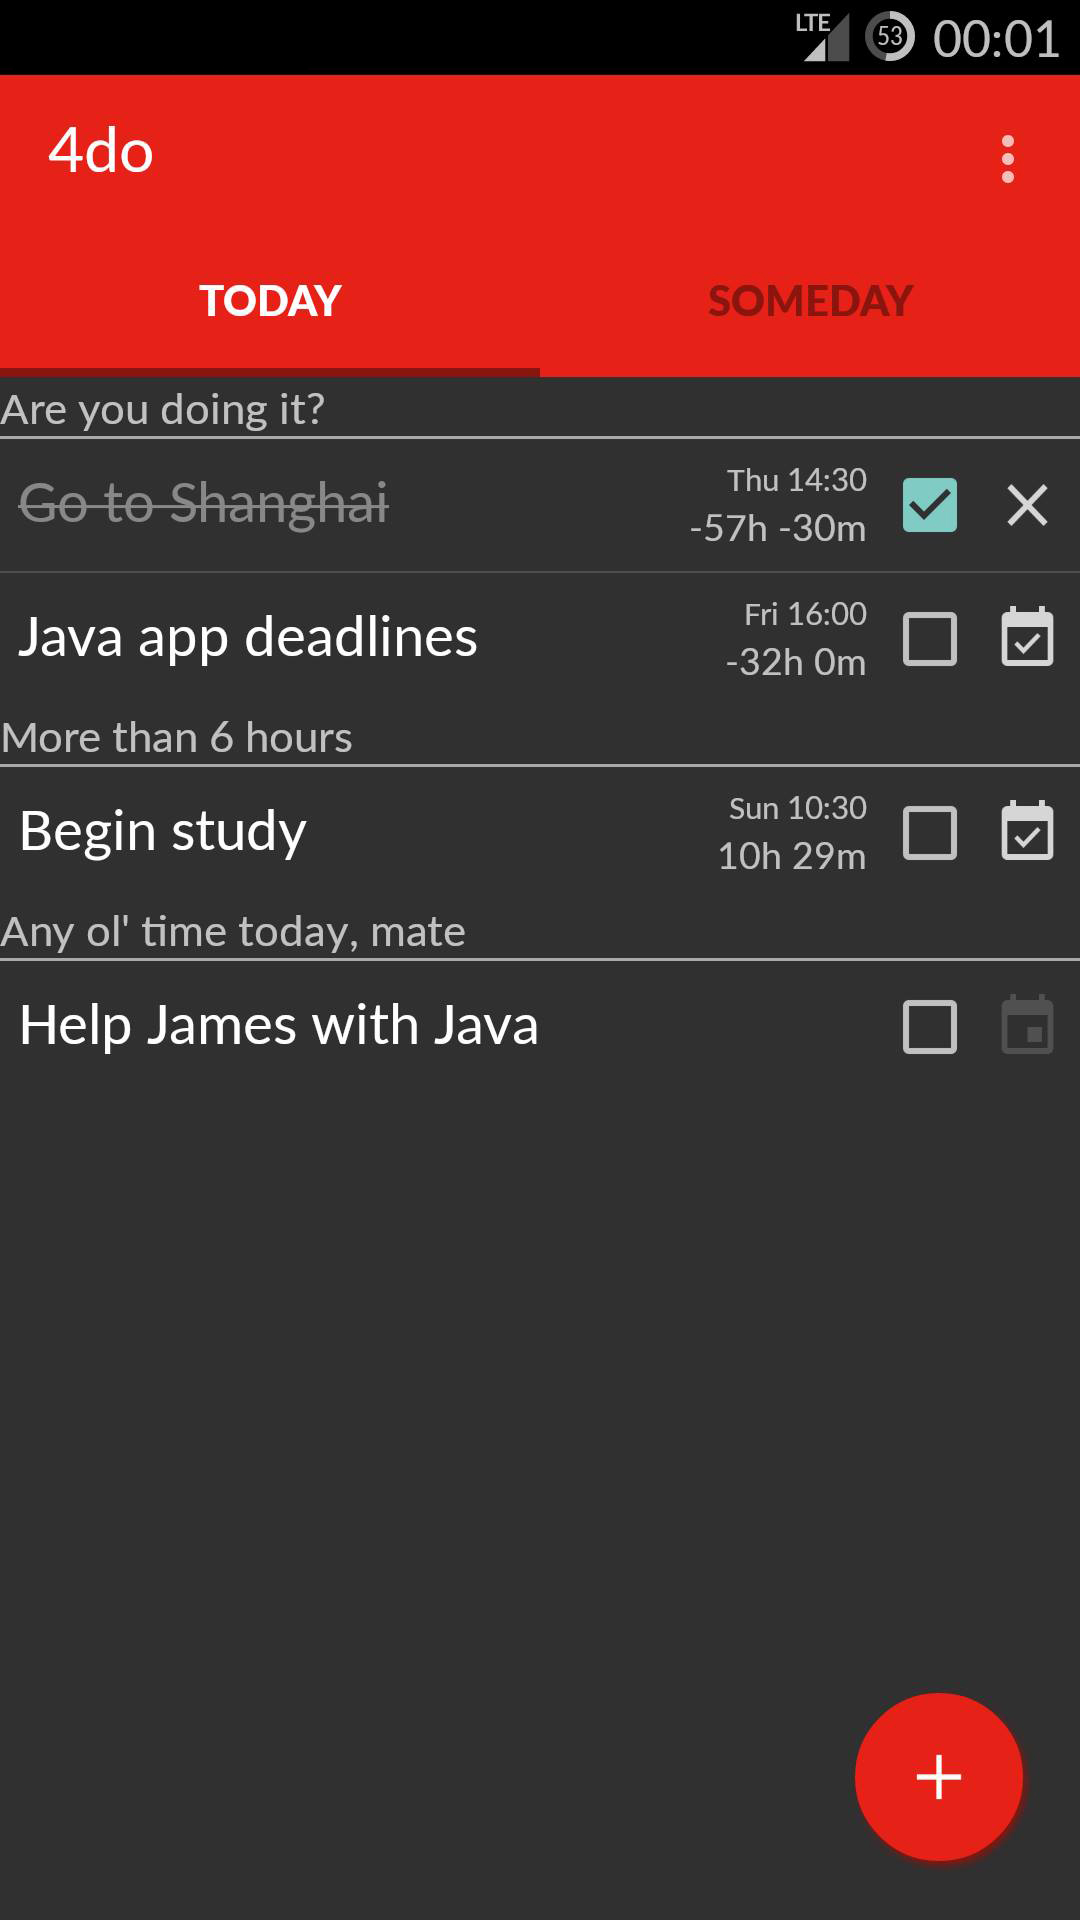 LTE 53 00:01
4do
TODAY SOMEDAY
Are you doing it?
Go to Shanghai Thu 14:30
-57h -30m
Java app deadlines Fri 16:00
-32h 0m
More than 6 hours
Begin study Sun 10:30
10h 29m
Any ol' time today, mate
Help James with Java